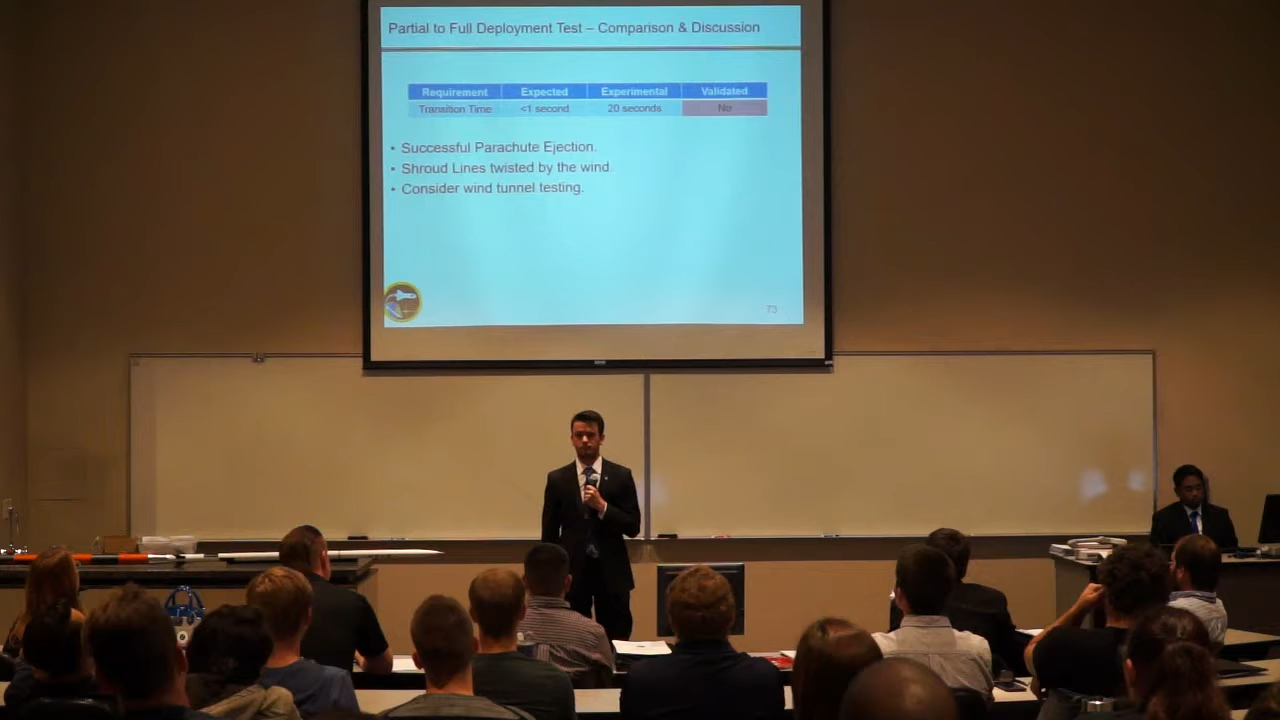 Partial to Full Deployment Test – Comparison & Discussion
Requirement Expected Experimental Validated
Transition Time <1 second 20 seconds No
• Successful Parachute Ejection.
• Shroud Lines twisted by the wind.
• Consider wind tunnel testing.
73